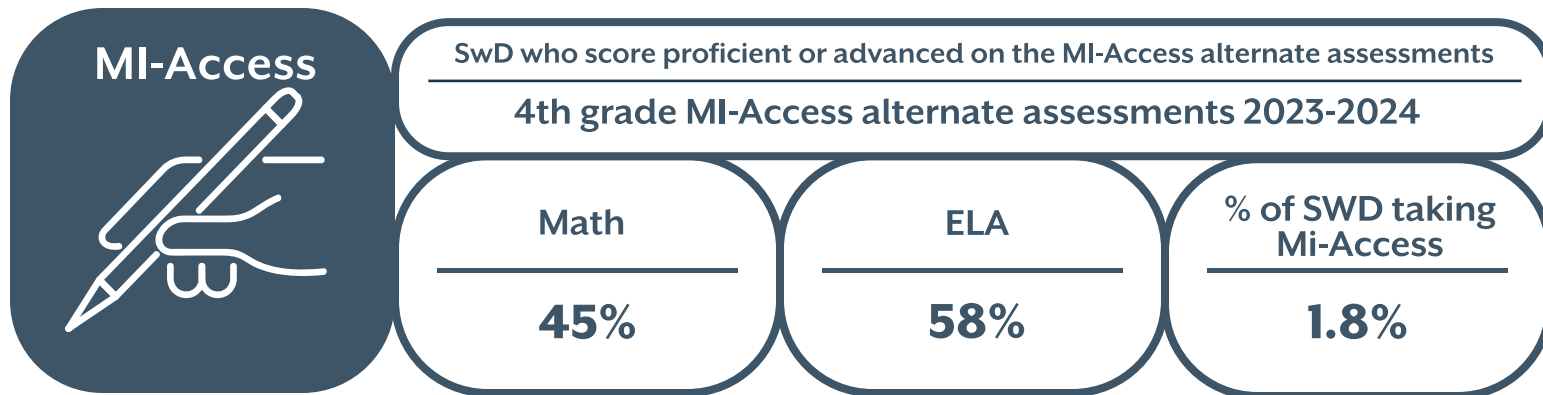 MI-Access
SwD who score proficient or advanced on the MI-Access alternate assessments
4th grade MI-Access alternate assessments 2023-2024
Math
45%
ELA
58%
% of SWD taking
Mi-Access
1.8%